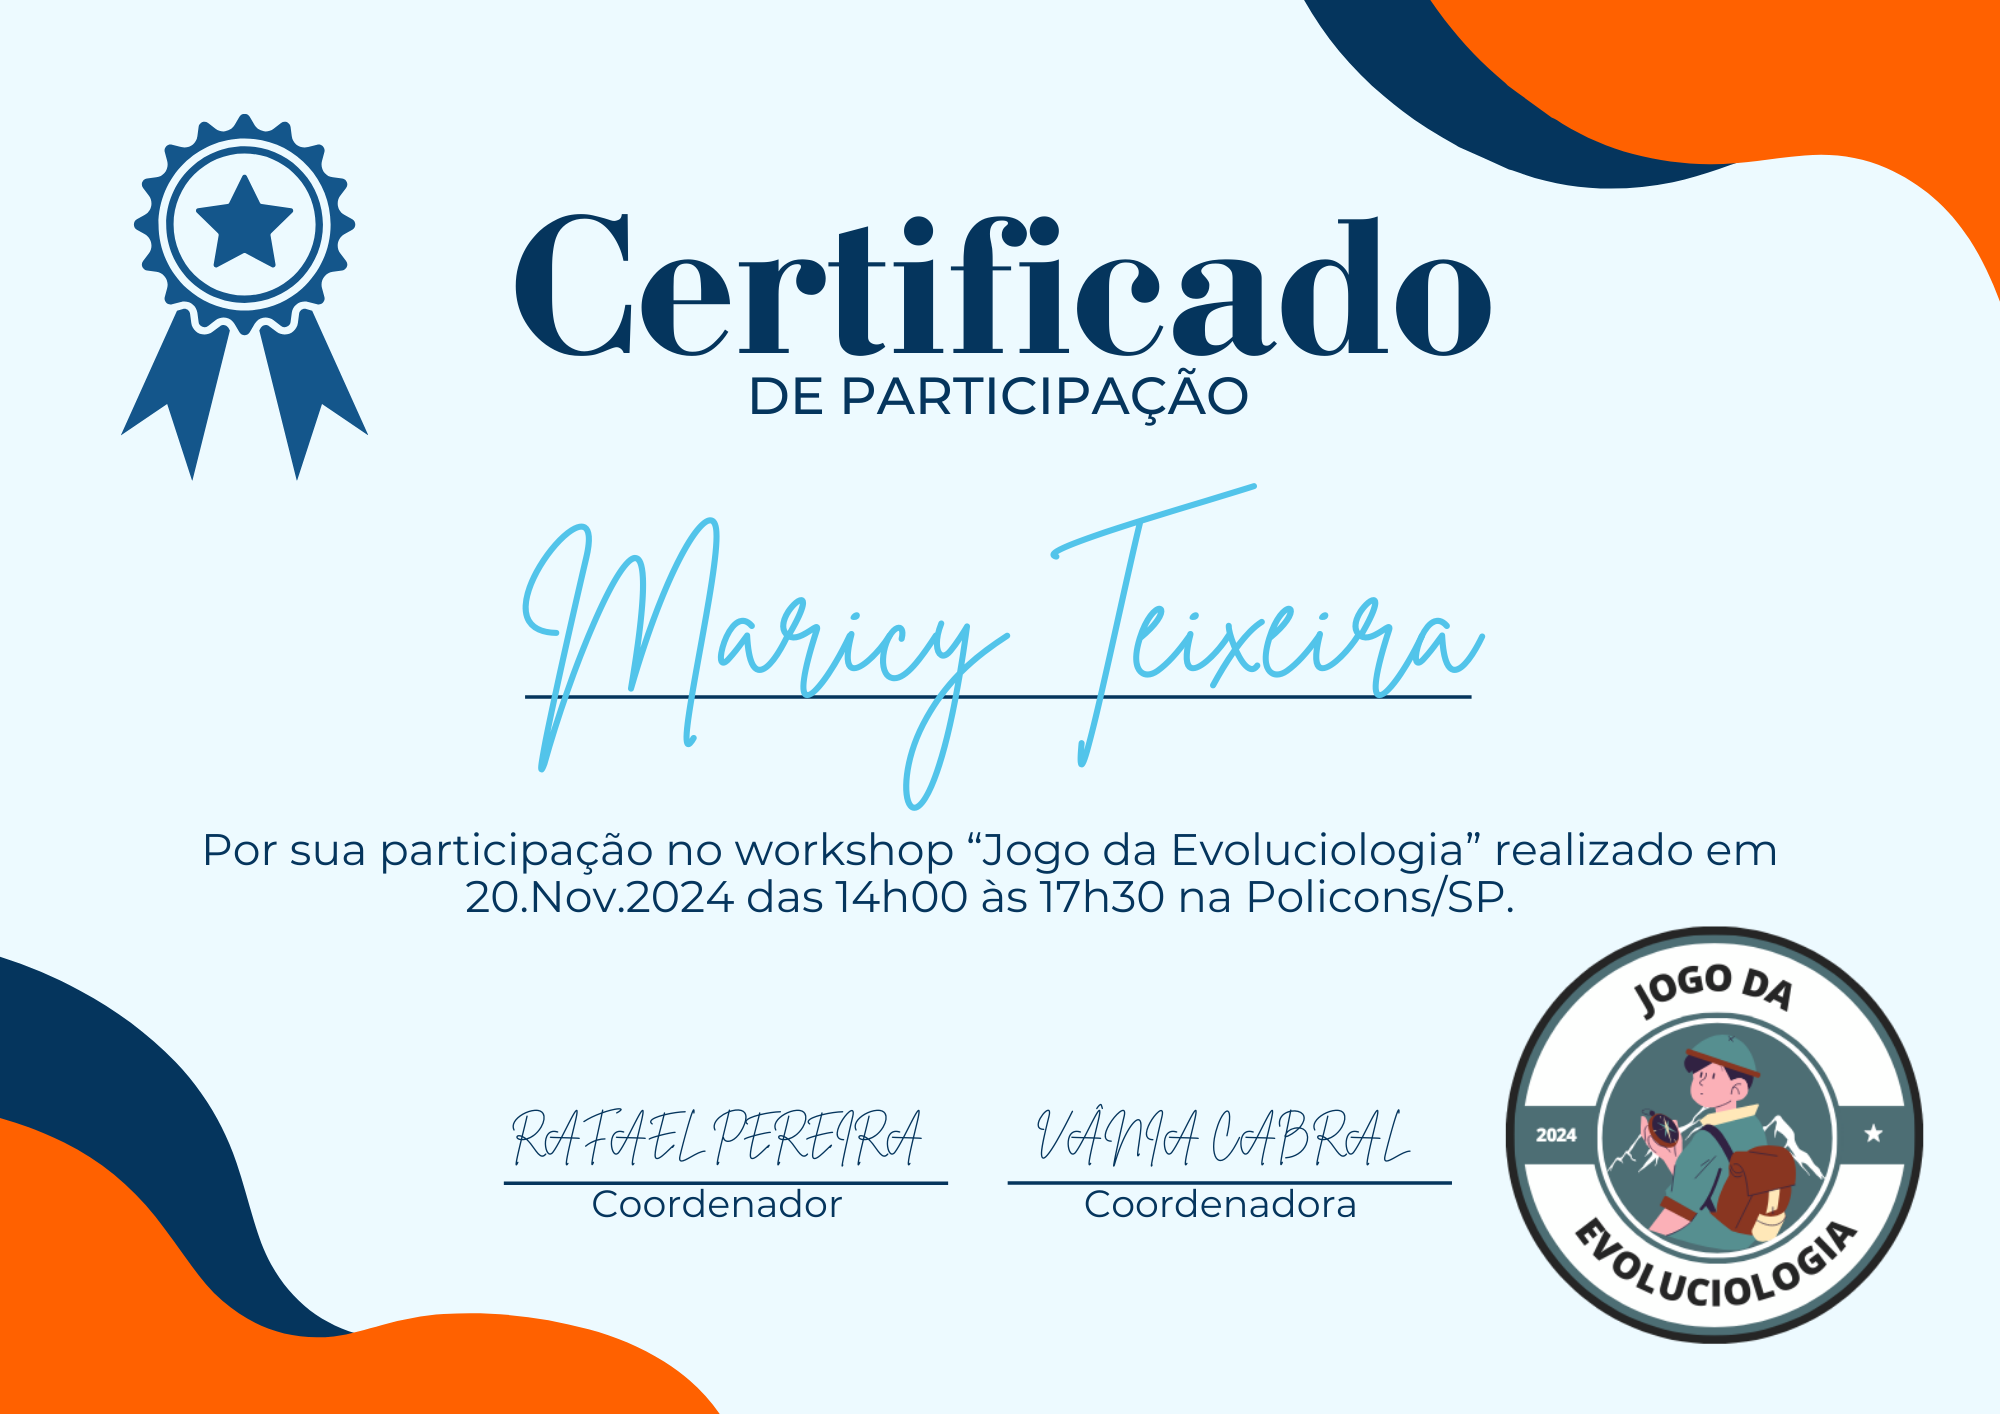 Certificado
DE PARTICIPAÇÃO
Maricy Teixeira
Por sua participação no workshop “Jogo da Evoluciologia” realizado em
20.Nov.2024 das 14h00 às 17h30 na Policons/SP.
RAFAEL PEREIRA
Coordenador
VÂNIA CABRAL
Coordenadora
JOGO DA
2024
EVOLUCIOLOGIA